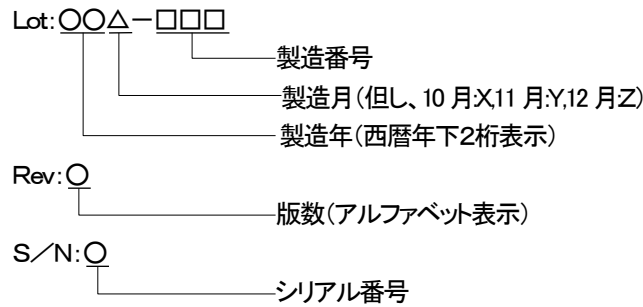 Lot:○○△-□□□
製造番号
製造月(但し、10月:X,11月:Y,12月:Z)
製造年(西暦年下2桁表示)
Rev:○
版数(アルファベット表示)
S/N:○
シリアル番号